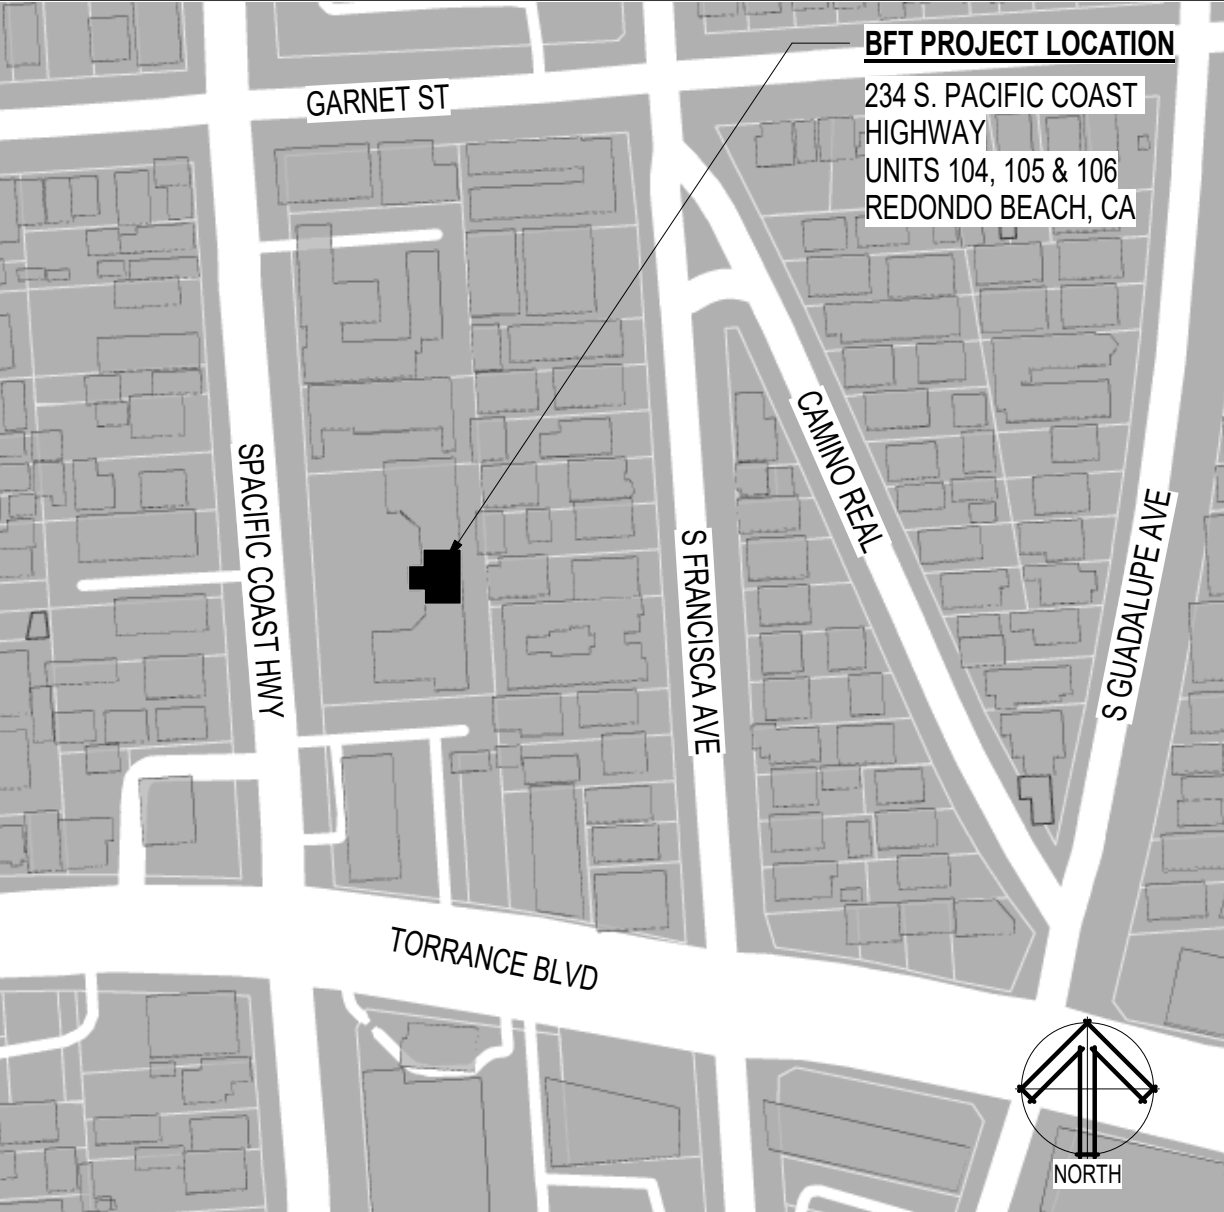 BFT PROJECT LOCATION
234 S. PACIFIC COAST
HIGHWAY
UNITS 104, 105 & 106
REDONDO BEACH, CA
GARNET ST
SPACIFIC COAST HWY
S FRANCISCA AVE
CAMINO REAL
S GUADALUPE AVE
TORRANCE BLVD
NORTH